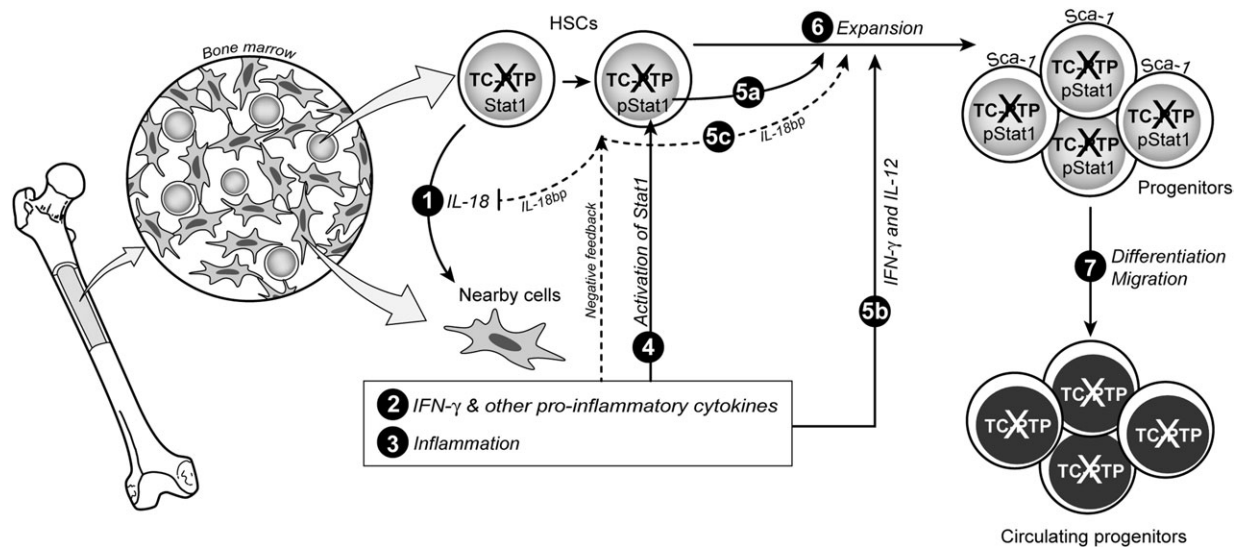 Bone marrow
HSCs
TC-PTP
Stat1
TC-PTP
pStat1
6 Expansion
5a
5c IL-18bp
1 IL-18
IL-18bp
Negative feedback
Activation of Stat1
4
IFN-γ and IL-12
5b
Nearby cells
2 IFN-γ & other pro-inflammatory cytokines
3 Inflammation
Sca-1
Sca-1
Sca-1
TC-PTP
pStat1
TC-PTP
pStat1
TC-PTP
pStat1
TC-PTP
pStat1
Progenitors
7 Differentiation
Migration
TC-PTP
TC-PTP
TC-PTP
TC-PTP
Circulating progenitors